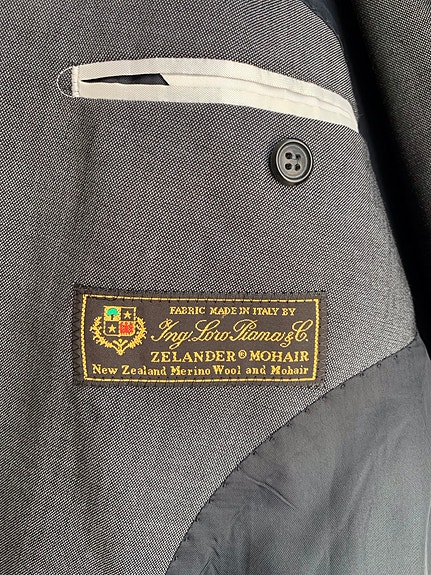 FABRIC MADE IN ITALY BY
Ing. Loro Piana & C.
ZELANDER® MOHAIR
New Zealand Merino Wool and Mohair